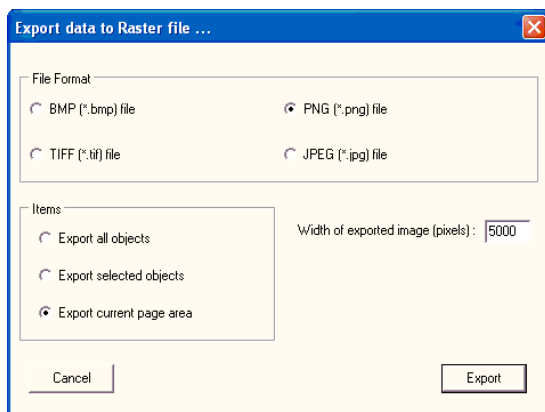 Export data to Raster file ...
File Format
BMP (*.bmp) file
PNG (*.png) file
TIFF (*.tif) file
JPEG (*.jpg) file
Items
Export all objects
Width of exported image (pixels) : 5000
Export selected objects
Export current page area
Cancel
Export